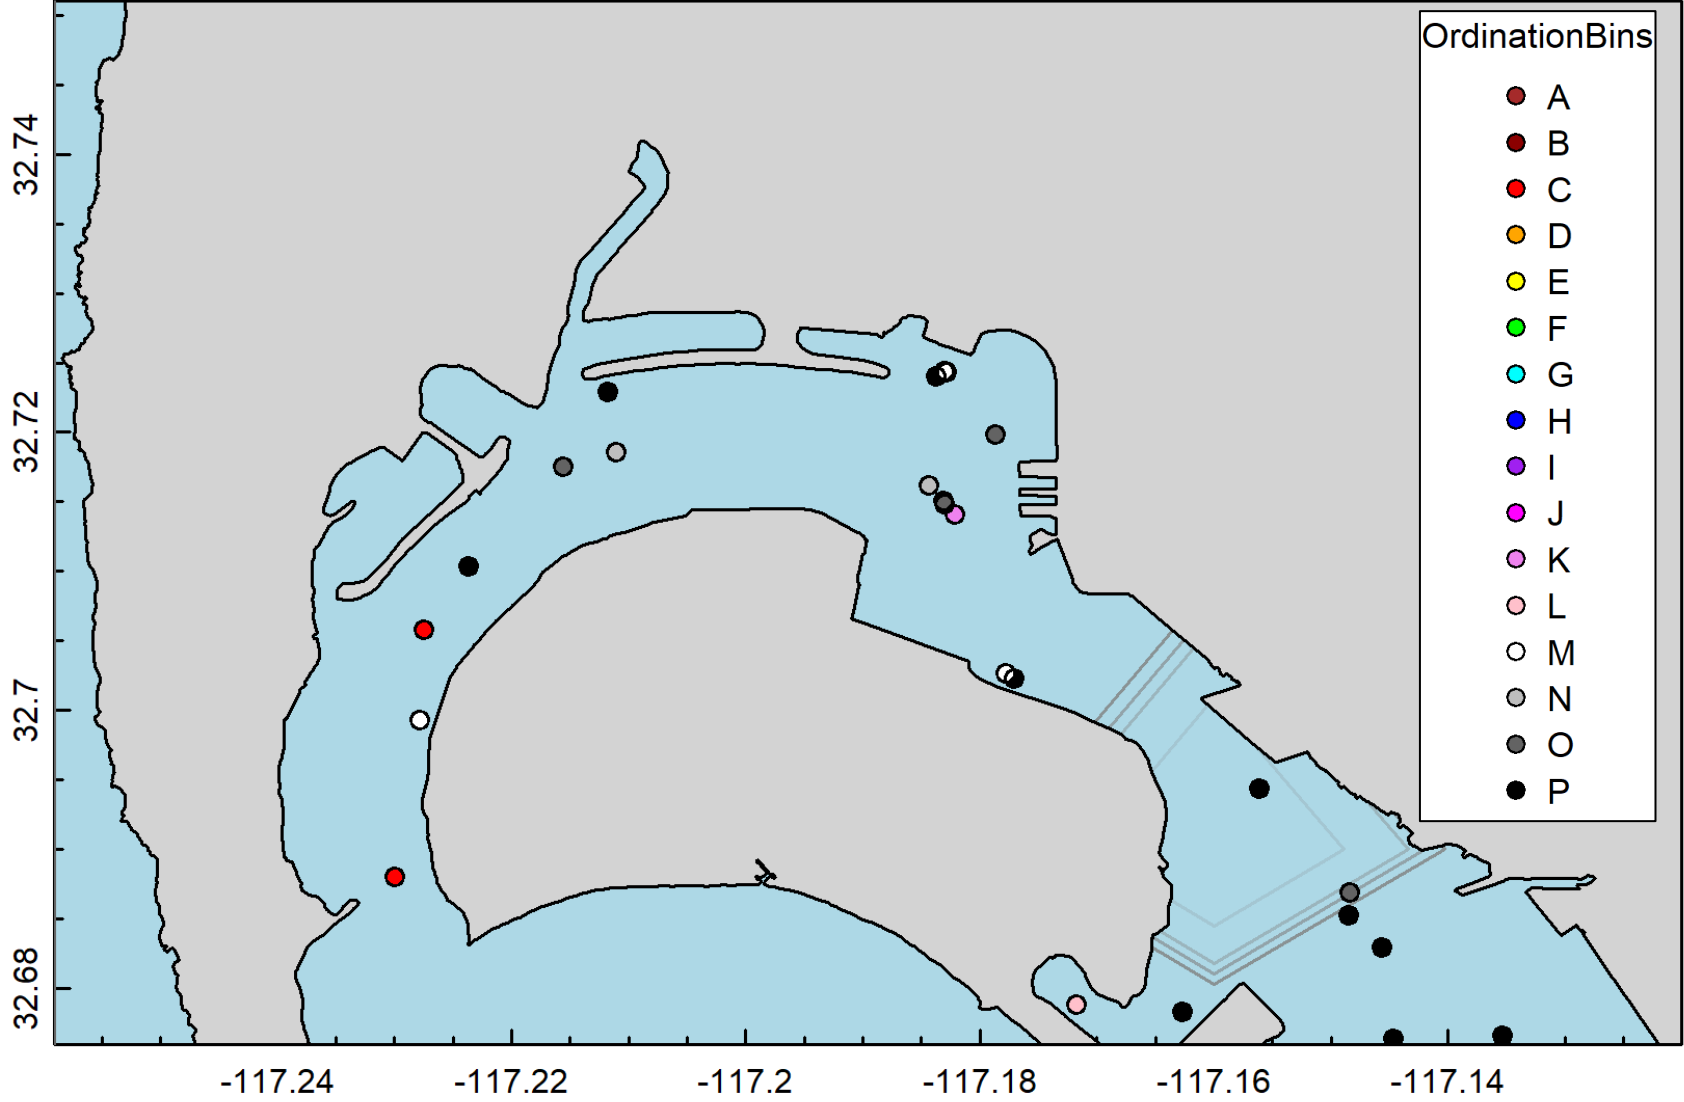 OrdinationBins
A
B
C
D
E
F
G
H
I
J
K
L
M
N
O
P
32.74
32.72
32.7
32.68
-117.24
-117.22
-117.2
-117.18
-117.16
-117.14